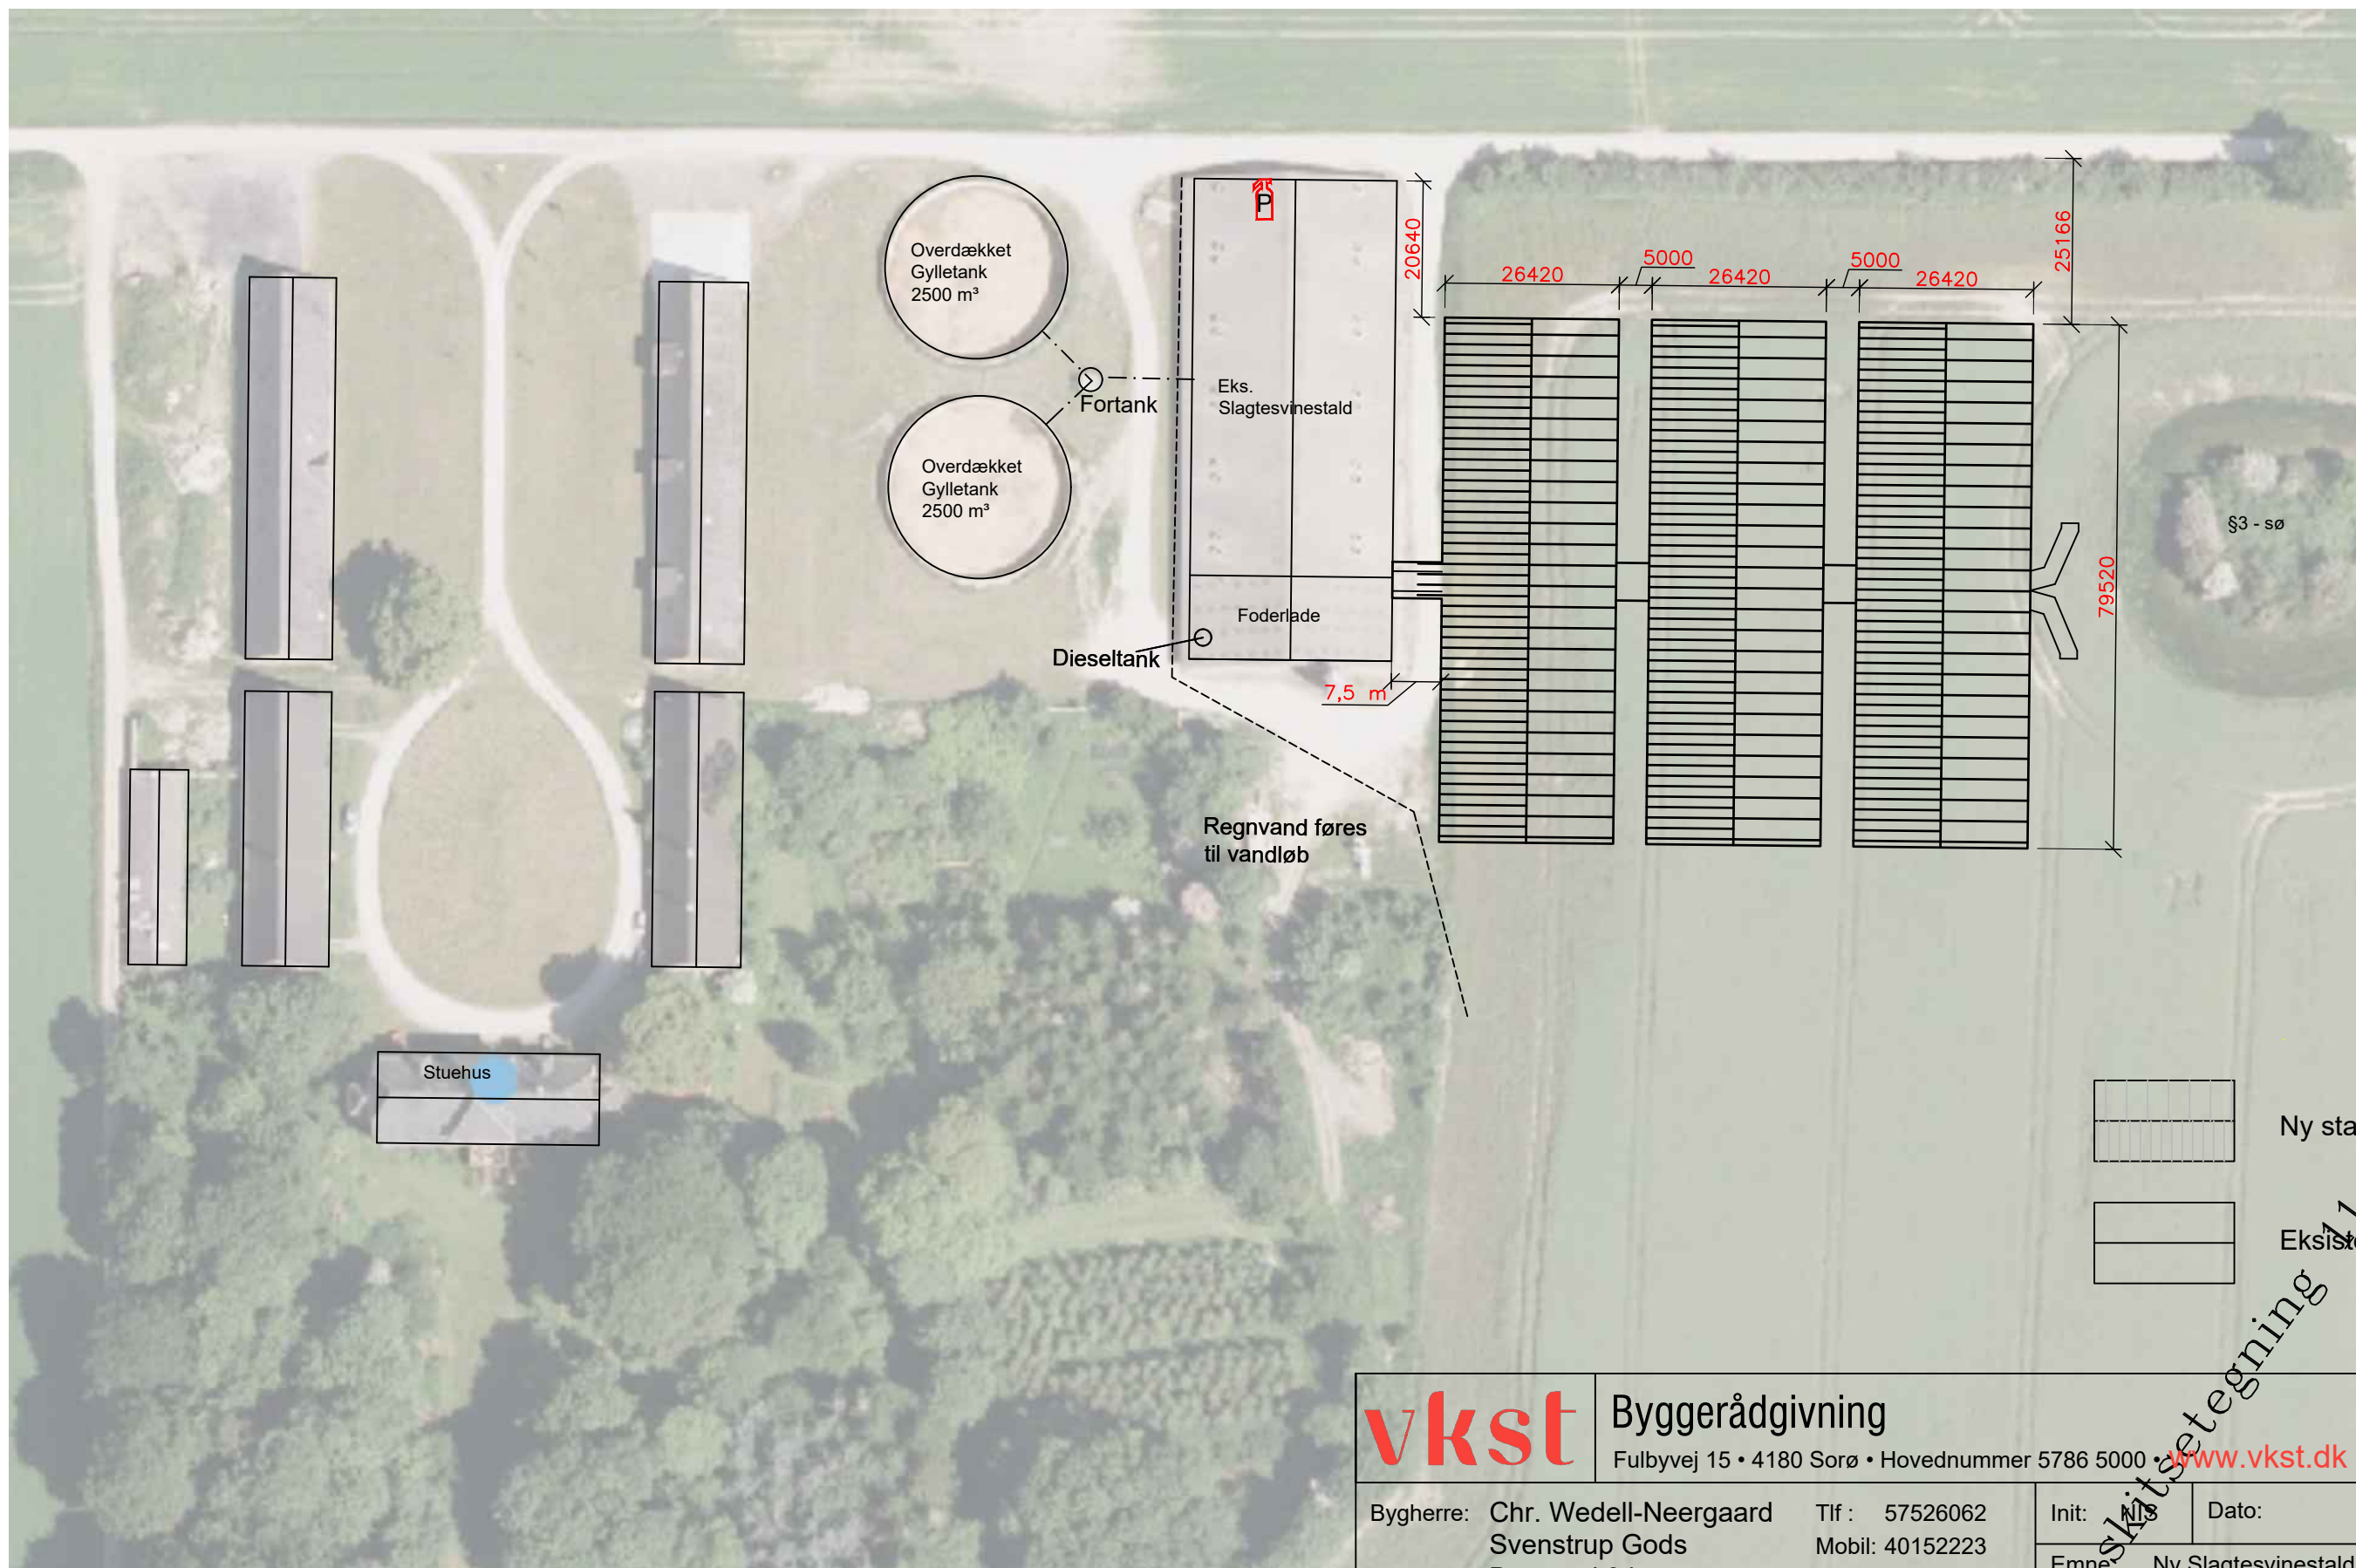 Overdækket
Gylletank
2500 m³
Overdækket
Gylletank
2500 m³
Fortank
P
Eks.
Slagtesvinestald
Foderlade
Dieseltank
20640
26420
5000
26420
5000
26420
25166
79520
7,5 m
§3 - sø
Regnvand føres
til vandløb
Stuehus
Ny
skitsetegning 11
vkst
Byggerådgivning
Fulbyvej 15 • 4180 Sorø • Hovednummer 5786 5000 • www.vkst.dk
Bygherre: Chr. Wedell-Neergaard Tlf : 57526062
Svenstrup Gods Mobil: 40152223
Init: Dato:
Emne Ny Slagtesvinestald